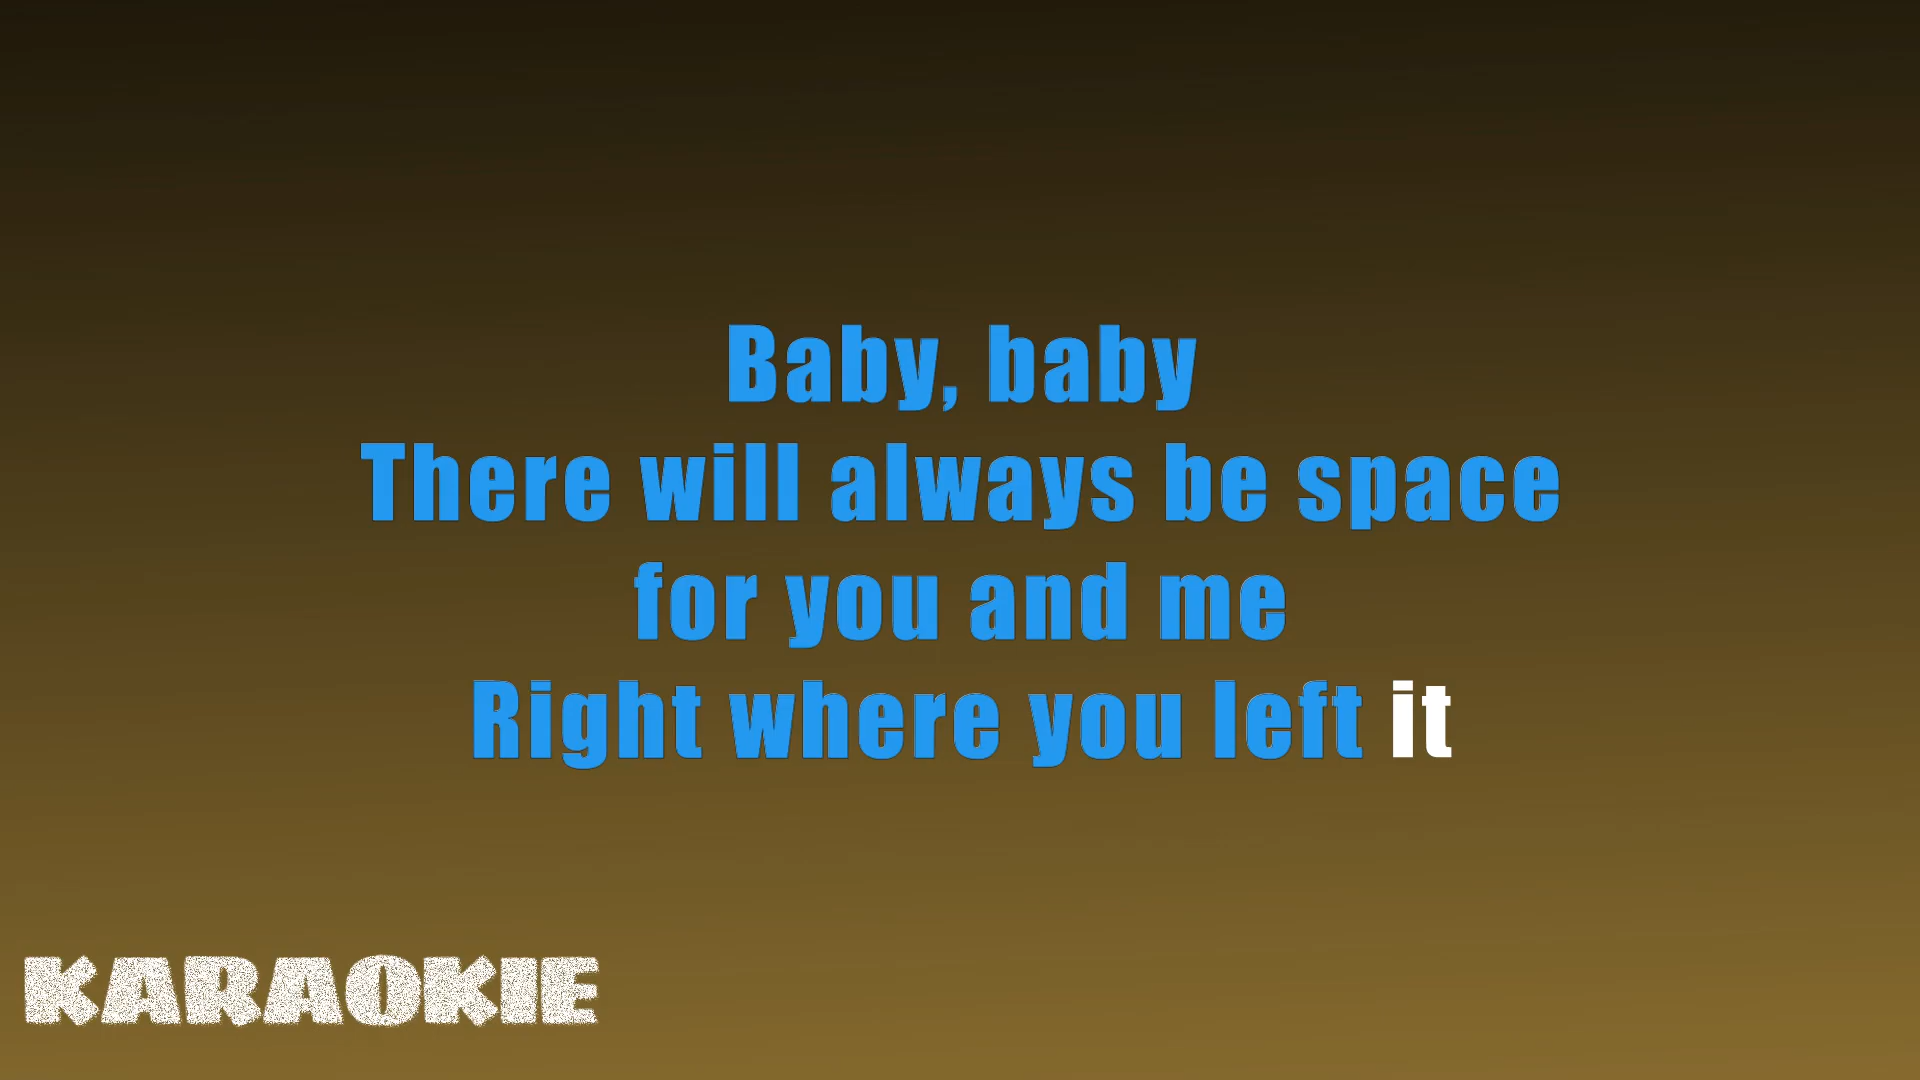 Baby, baby
There will always be space
for you and me
Right where you left it
KARAOKIE